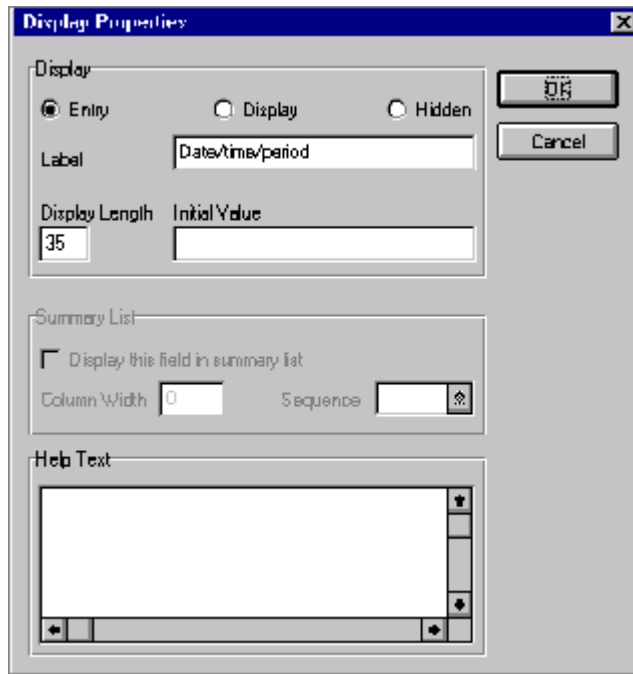 Display Properties
Display
Entry
Display
Hidden
OK
Cancel
Label
Date/time/period
Display Length
Initial Value
35
Summary List
Display this field in summary list
Column Width
0
Sequence
Help Text